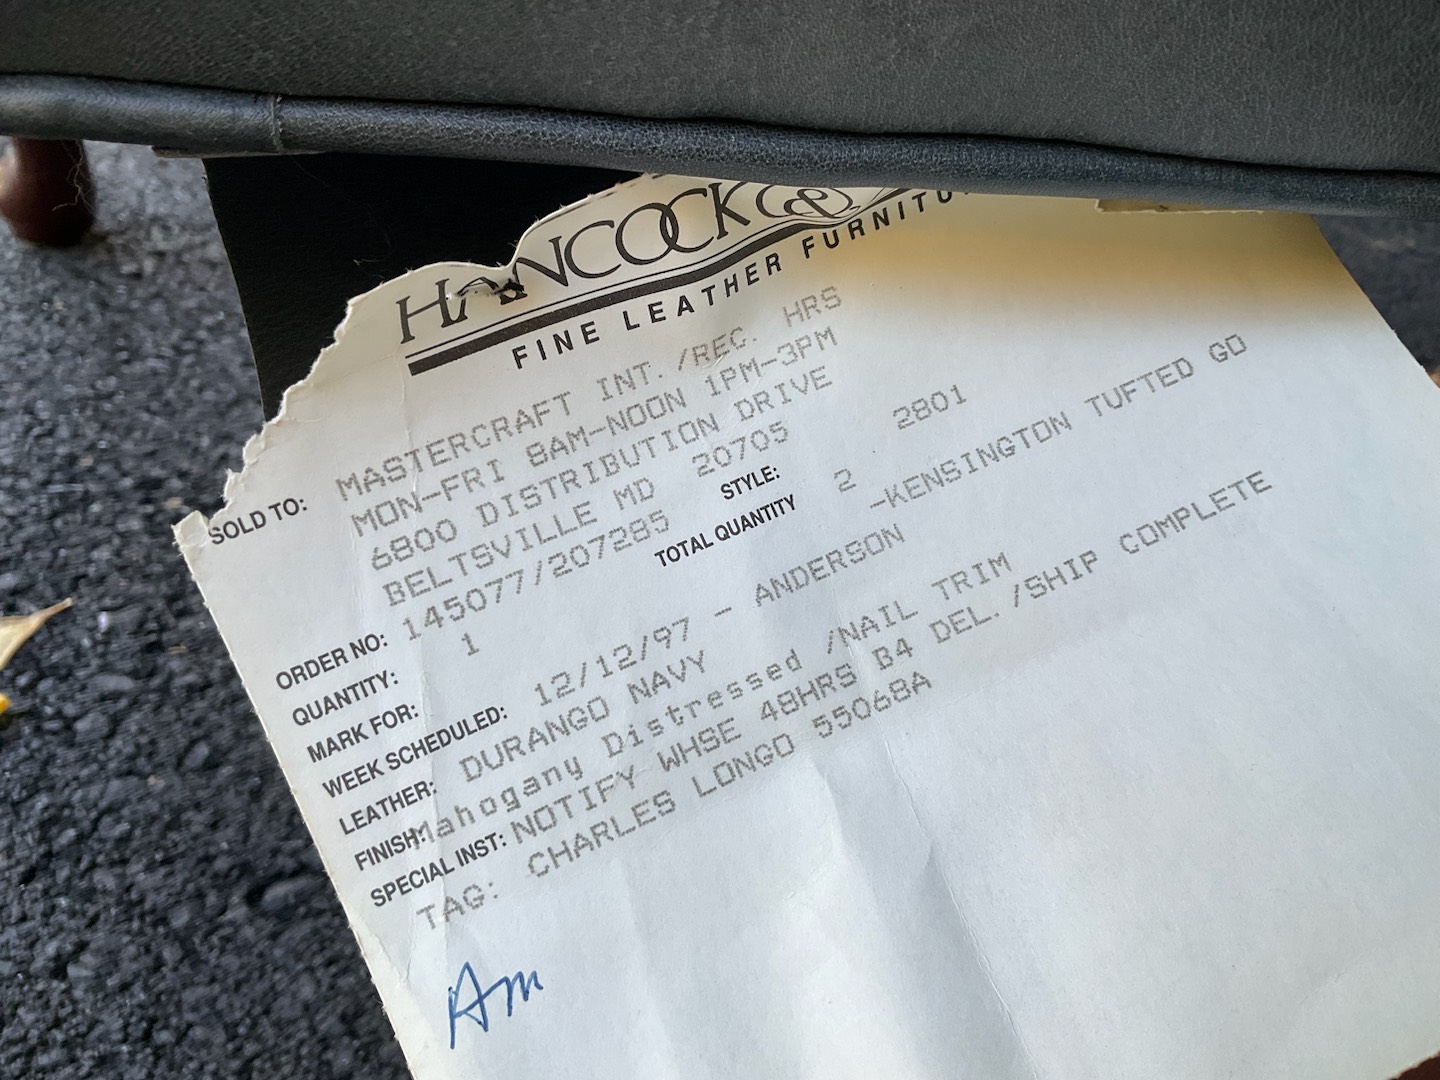 HANCOCK &
FINE LEATHER FURNITU
SOLD TO: MASTERCRAFT INT./REC. HRS
MON-FRI 8AM-NOON 1PM-3PM
6800 DISTRIBUTION DRIVE
BELTSVILLE MD 20705
ORDER NO: 145077/207285 STYLE: 2801
QUANTITY: 1 TOTAL QUANTITY 2
MARK FOR: -KENSINGTON TUFTED GO
WEEK SCHEDULED: 12/12/97 - ANDERSON
LEATHER: DURANGO NAVY
FINISH: Mahogany Distressed /NAIL TRIM
SPECIAL INST: NOTIFY WHSE 48HRS B4 DEL./SHIP COMPLETE
TAG: CHARLES LONGO 55068A
Am